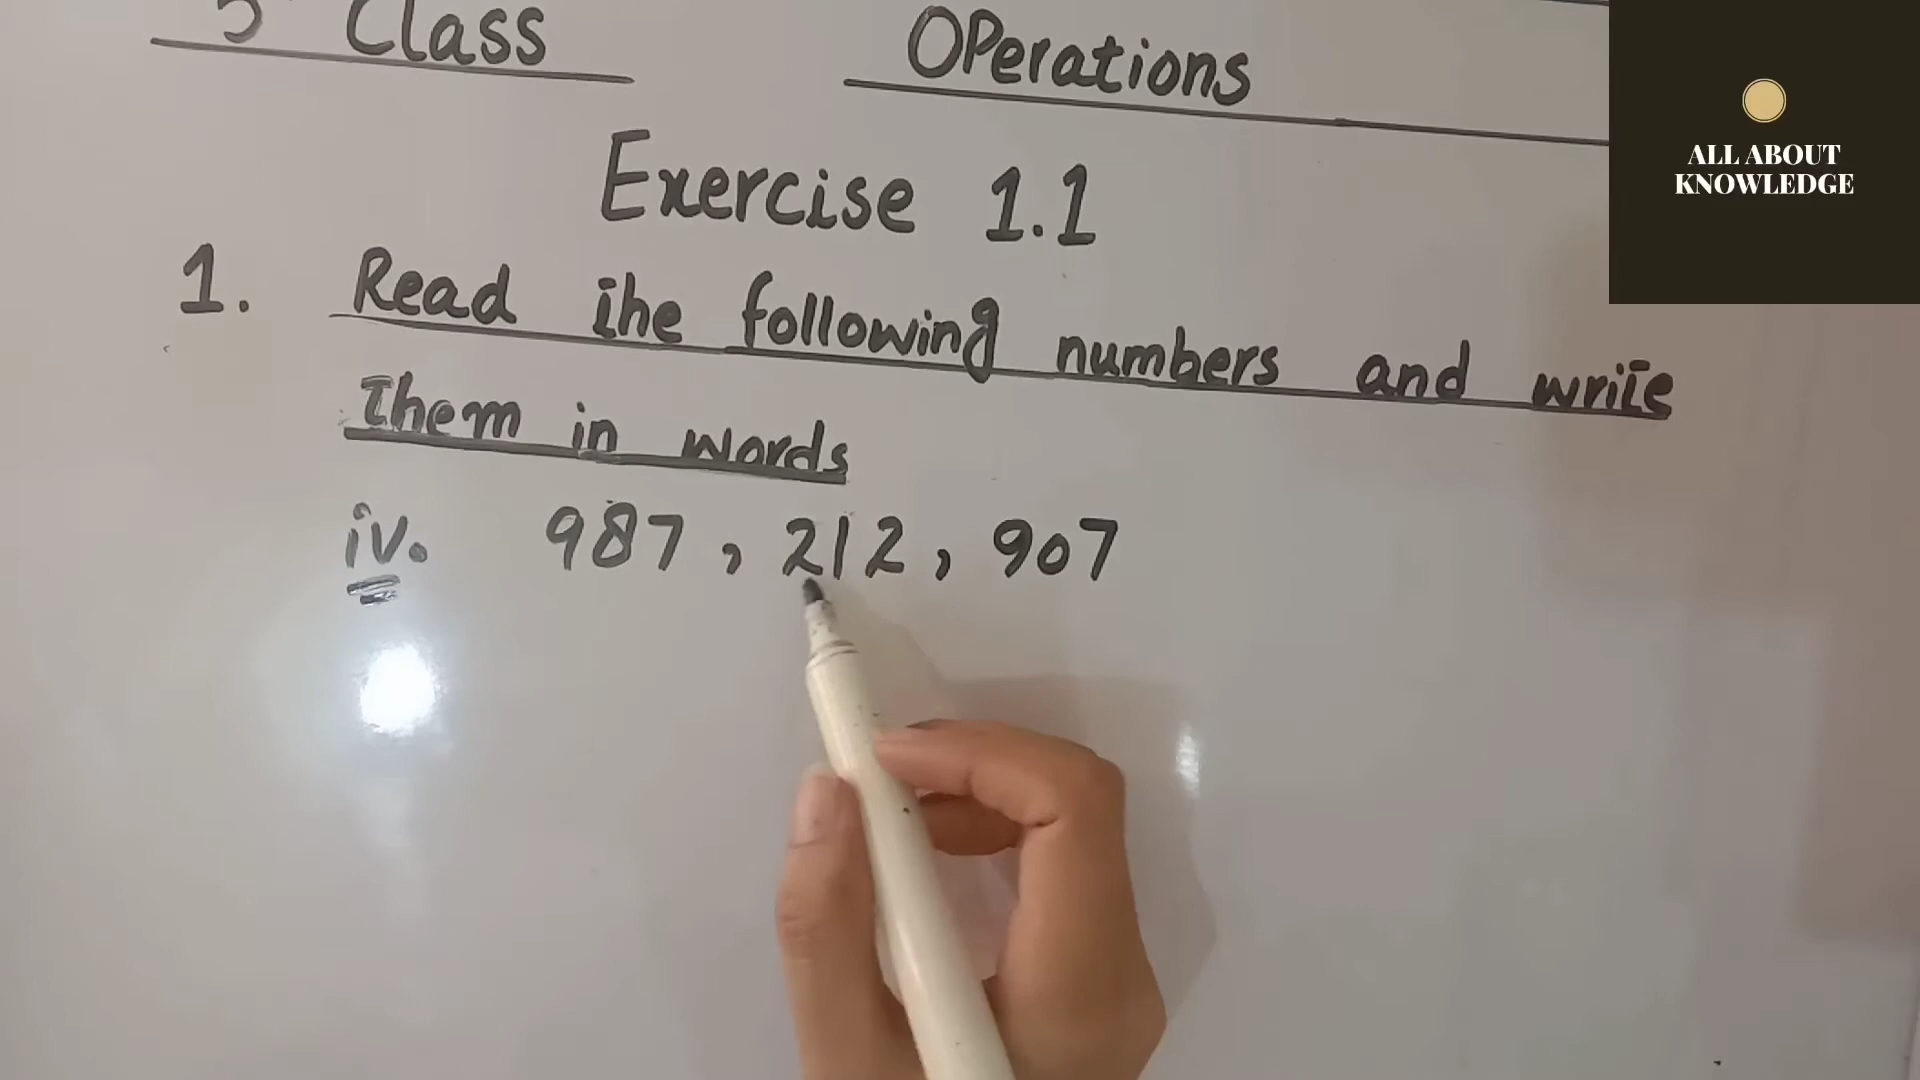 Class
Operations
ALL ABOUT
KNOWLEDGE
Exercise 1.1
1. Read the following numbers and write
Them in words
iv. 987, 212, 907